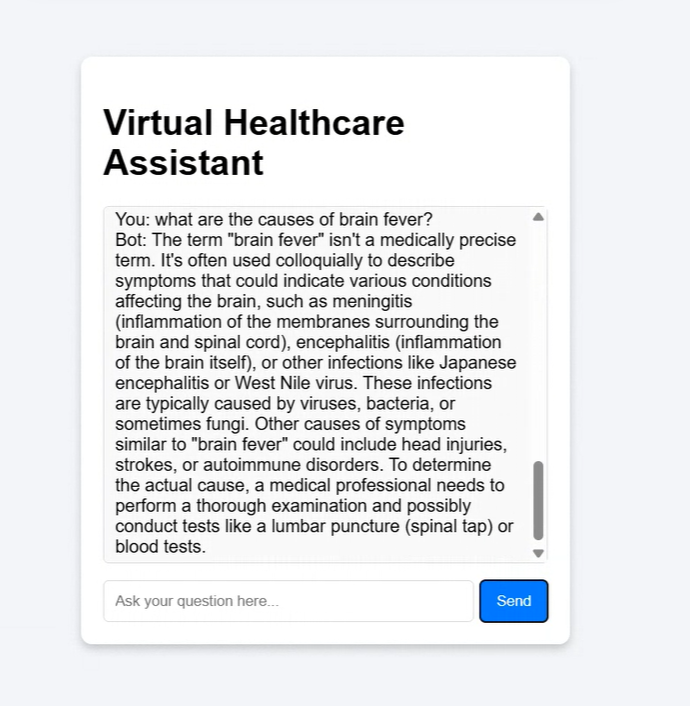 Virtual Healthcare
Assistant
You: what are the causes of brain fever?
Bot: The term "brain fever" isn't a medically precise
term. It's often used colloquially to describe
symptoms that could indicate various conditions
affecting the brain, such as meningitis
(inflammation of the membranes surrounding the
brain and spinal cord), encephalitis (inflammation
of the brain itself), or other infections like Japanese
encephalitis or West Nile virus. These infections
are typically caused by viruses, bacteria, or
sometimes fungi. Other causes of symptoms
similar to "brain fever" could include head injuries,
strokes, or autoimmune disorders. To determine
the actual cause, a medical professional needs to
perform a thorough examination and possibly
conduct tests like a lumbar puncture (spinal tap) or
blood tests.
Ask your question here...
Send